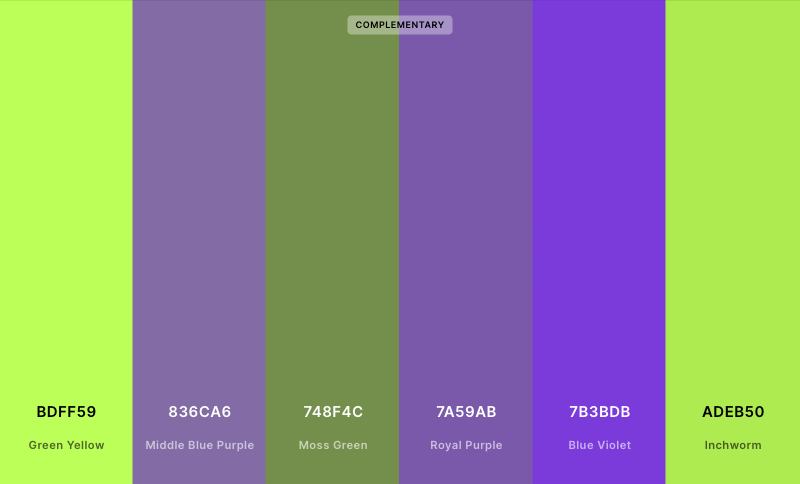 COMPLEMENTARY
BDFF59
Green Yellow
836CA6
Middle Blue Purple
748F4C
Moss Green
7A59AB
Royal Purple
7B3BDB
Blue Violet
ADEB50
Inchworm